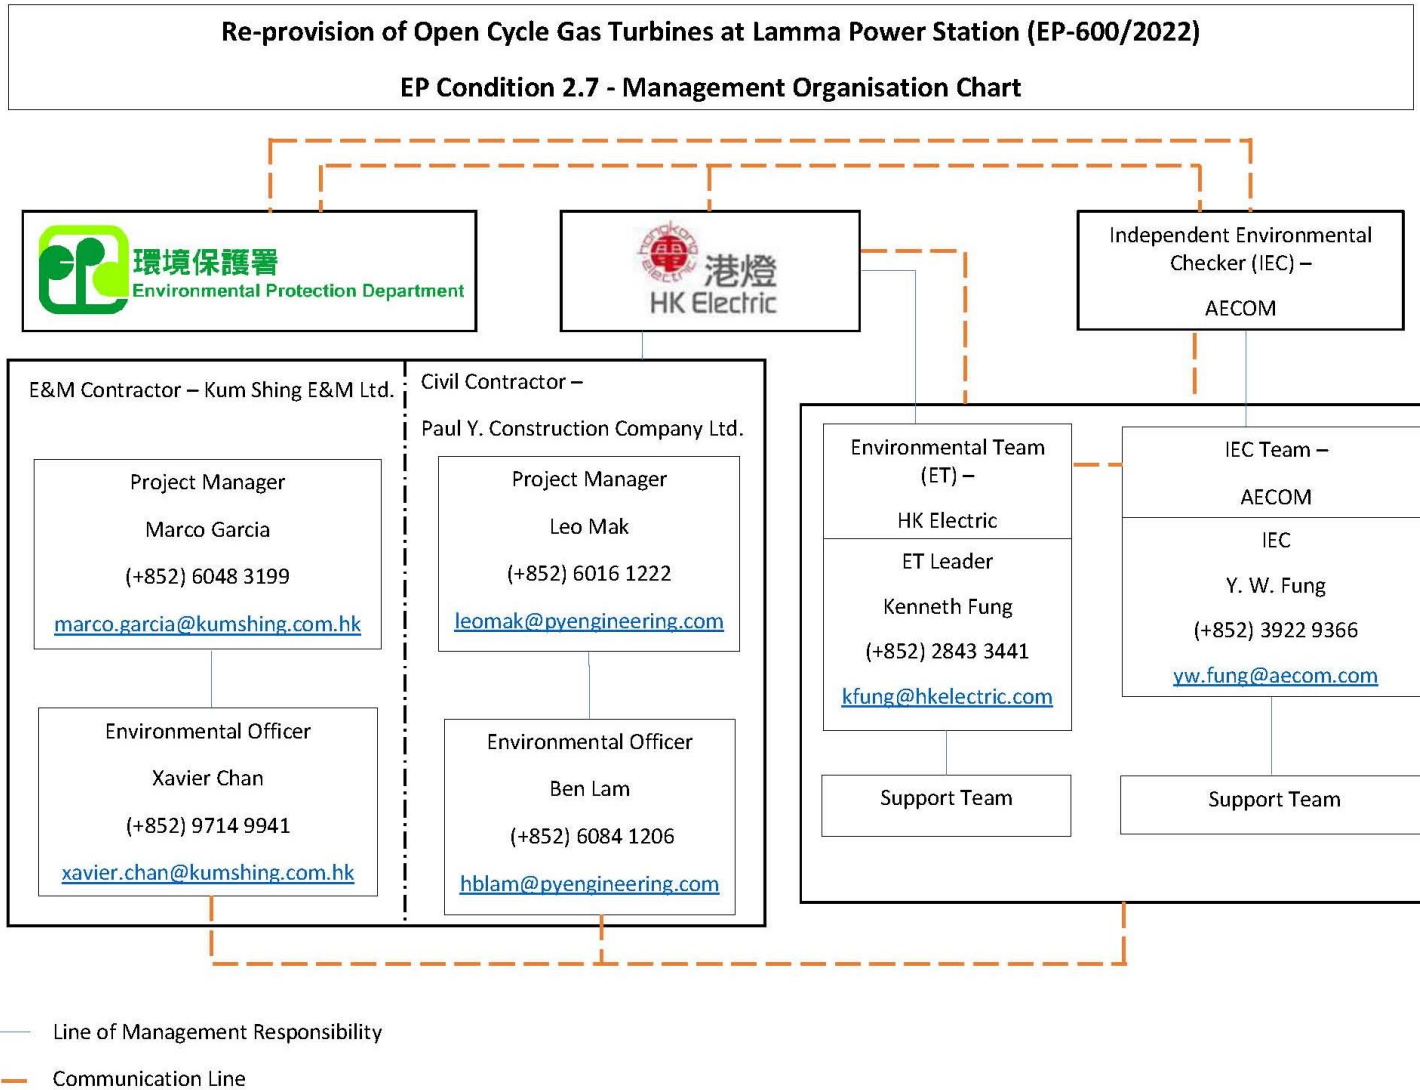 Re-provision of Open Cycle Gas Turbines at Lamma Power Station (EP-600/2022)
EP Condition 2.7 - Management Organisation Chart
環境保護署
Environmental Protection Department
hongkong
electric
電
港燈
HK Electric
Independent Environmental
Checker (IEC) –
AECOM
E&M Contractor – Kum Shing E&M Ltd.
Project Manager
Marco Garcia
(+852) 6048 3199
marco.garcia@kumshing.com.hk
Environmental Officer
Xavier Chan
(+852) 9714 9941
xavier.chan@kumshing.com.hk
Civil Contractor –
Paul Y. Construction Company Ltd.
Project Manager
Leo Mak
(+852) 6016 1222
leomak@pyengineering.com
Environmental Officer
Ben Lam
(+852) 6084 1206
hblam@pyengineering.com
Environmental Team
(ET) –
HK Electric
ET Leader
Kenneth Fung
(+852) 2843 3441
kfung@hkelectric.com
Support Team
IEC Team –
AECOM
IEC
Y. W. Fung
(+852) 3922 9366
yw.fung@aecom.com
Support Team
Line of Management Responsibility
Communication Line